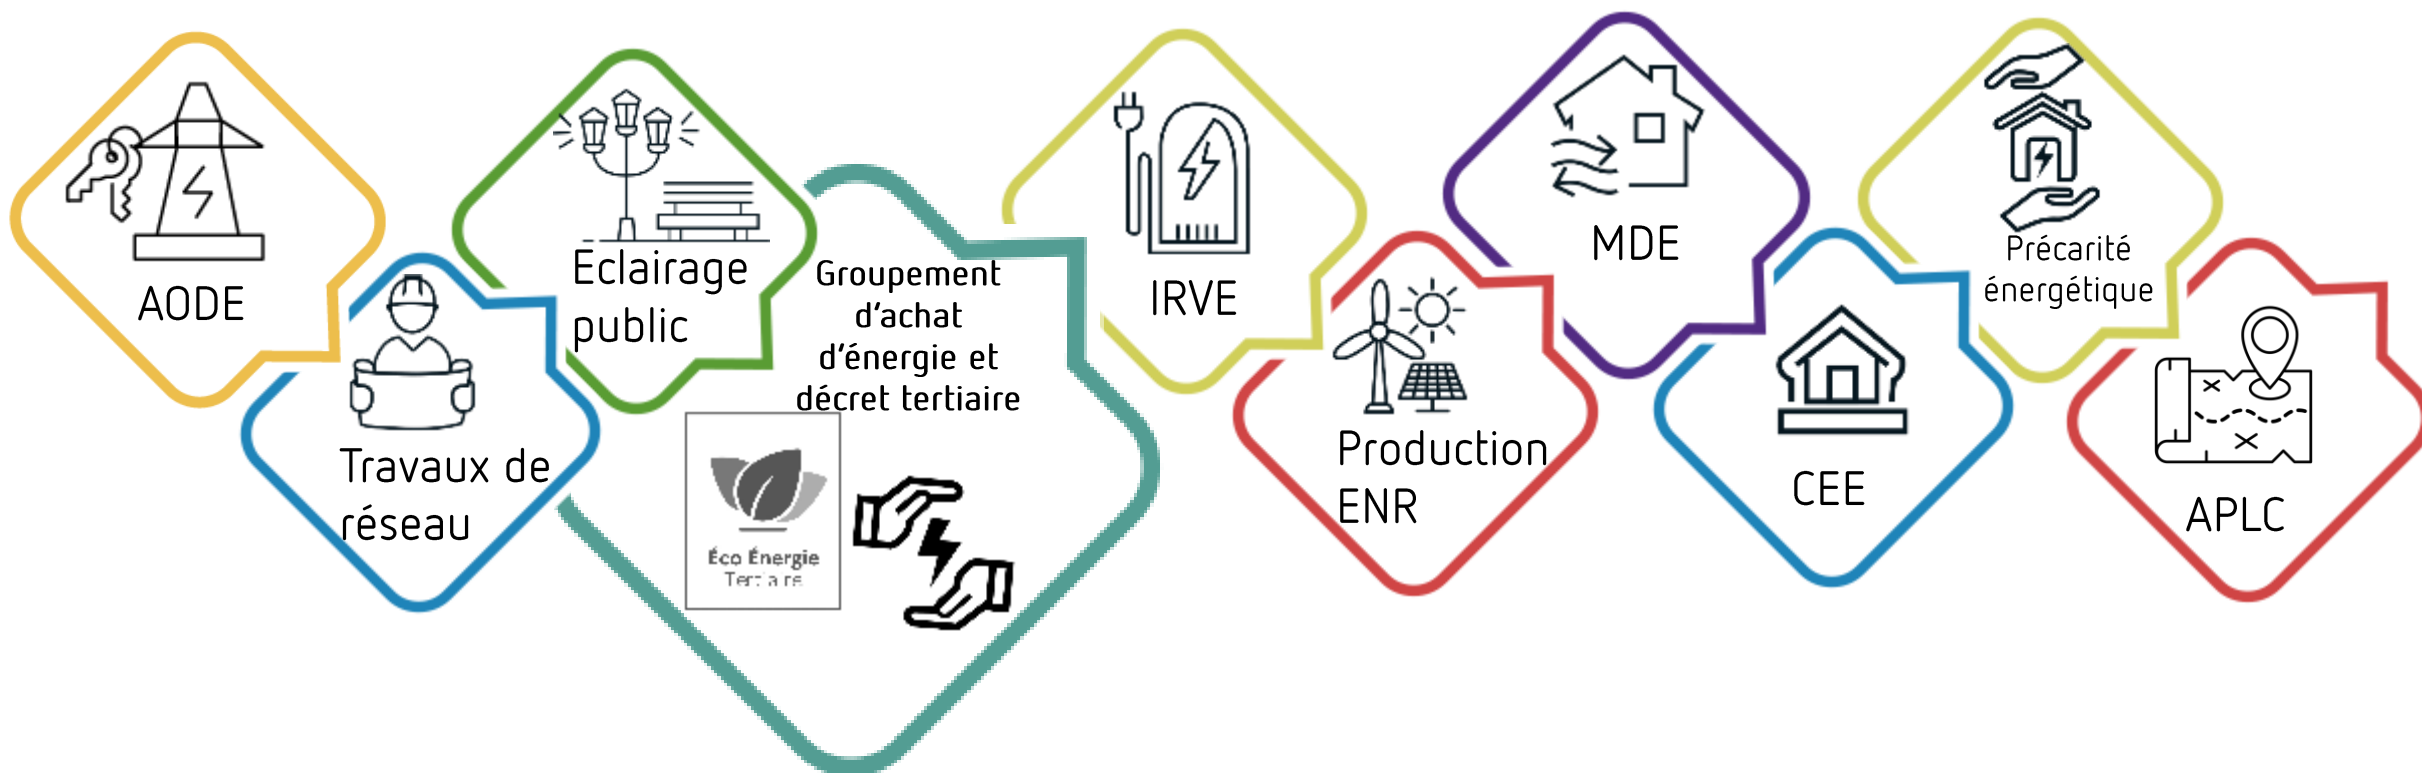 AODE
Travaux de
réseau
Eclairage
public
Groupement
d'achat
d'énergie et
décret tertiaire
Éco Énergie
Tertiaire
IRVE
Production
ENR
MDE
CEE
Précarité
énergétique
APLC